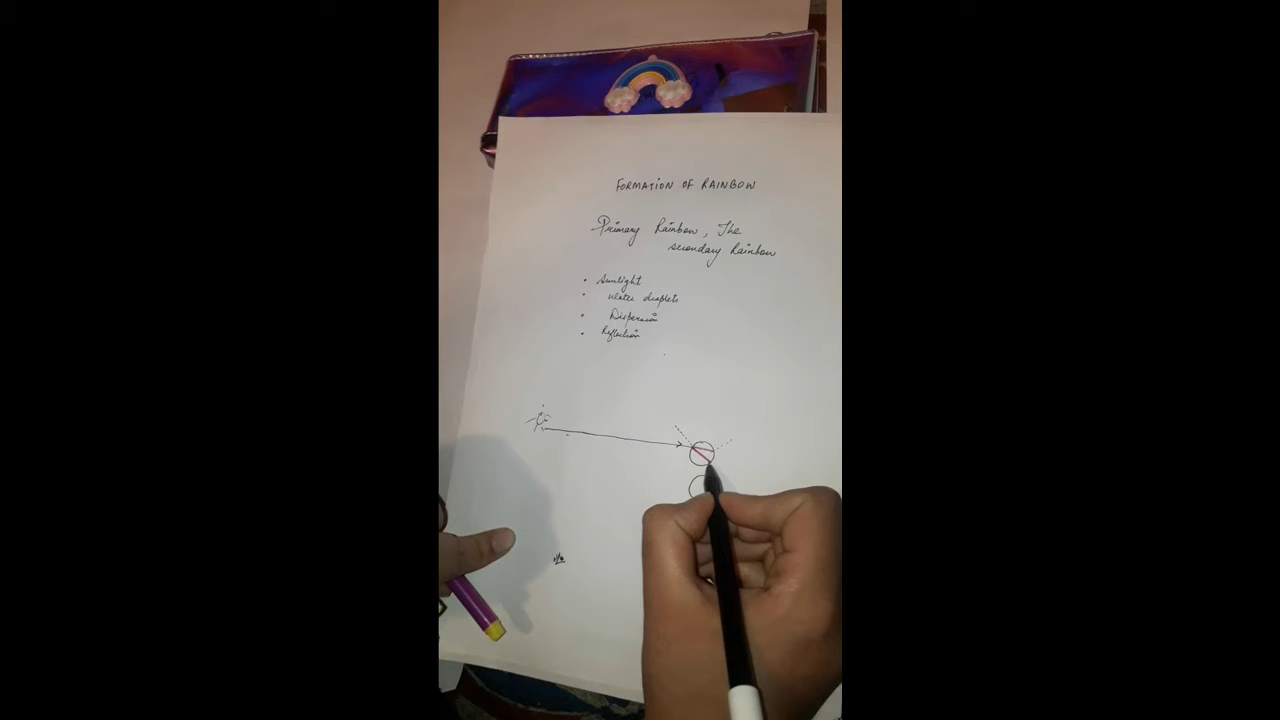 FORMATION OF RAINBOW
Primary Rainbow, The
secondary Rainbow
• Sunlight
• Water droplets
• Dispersion
• Reflection